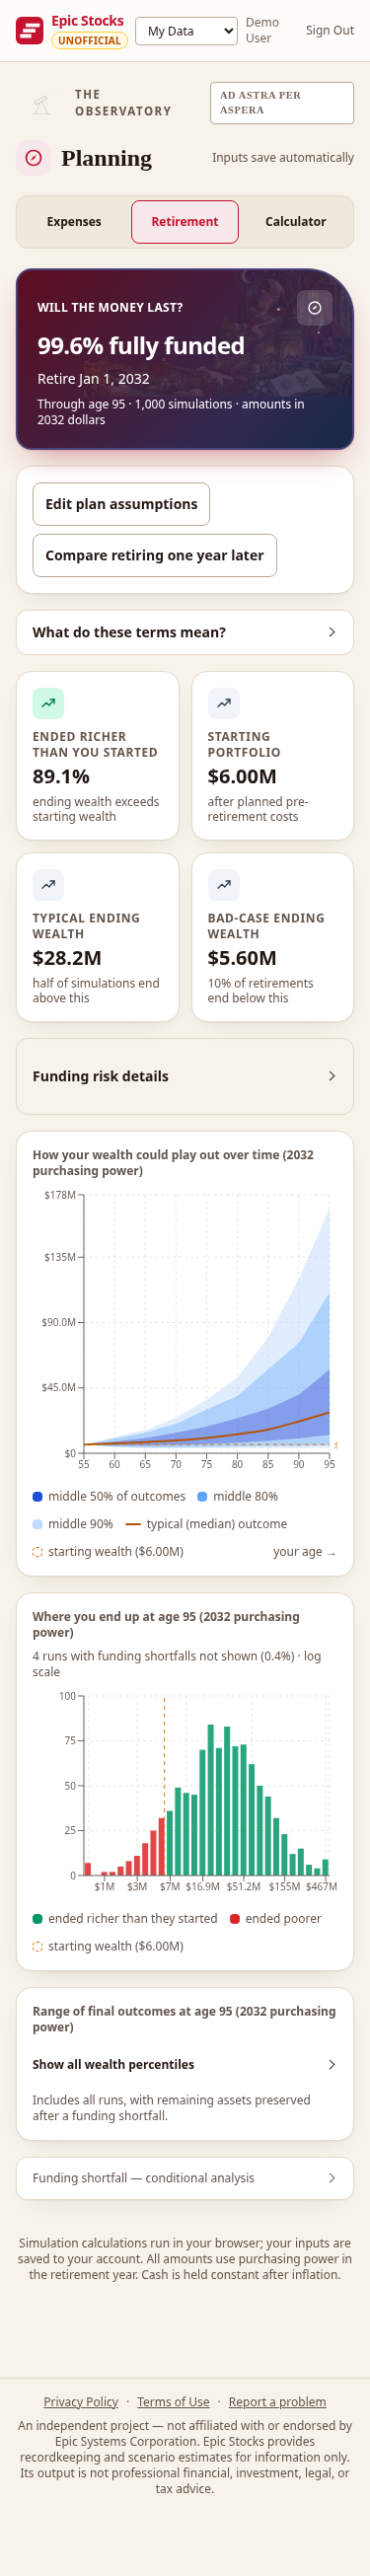 Epic Stocks
UNOFFICIAL
My Data
Demo
User
Sign Out
THE
OBSERVATORY
AD ASTRA PER
ASPERA
Planning
Inputs save automatically
Expenses
Retirement
Calculator
WILL THE MONEY LAST?
99.6% fully funded
Retire Jan 1, 2032
Through age 95 · 1,000 simulations · amounts in
2032 dollars
Edit plan assumptions
Compare retiring one year later
What do these terms mean?
ENDED RICHER
THAN YOU STARTED
89.1%
ending wealth exceeds
starting wealth
STARTING
PORTFOLIO
$6.00M
after planned pre-
retirement costs
TYPICAL ENDING
WEALTH
$28.2M
half of simulations end
above this
BAD-CASE ENDING
WEALTH
$5.60M
10% of retirements
end below this
Funding risk details
How your wealth could play out over time (2032
purchasing power)
$178M
$135M
$90.0M
$45.0M
$0
55 60 65 70 75 80 85 90 95
middle 50% of outcomes
middle 80%
middle 90%
typical (median) outcome
starting wealth ($6.00M)
your age →
Where you end up at age 95 (2032 purchasing
power)
4 runs with funding shortfalls not shown (0.4%) · log
scale
100
75
50
25
0
$1M $3M $7M $16.9M $51.2M $155M $467M
ended richer than they started
ended poorer
starting wealth ($6.00M)
Range of final outcomes at age 95 (2032 purchasing
power)
Show all wealth percentiles
Includes all runs, with remaining assets preserved
after a funding shortfall.
Funding shortfall — conditional analysis
Simulation calculations run in your browser; your inputs are
saved to your account. All amounts use purchasing power in
the retirement year. Cash is held constant after inflation.
Privacy Policy · Terms of Use · Report a problem
An independent project — not affiliated with or endorsed by
Epic Systems Corporation. Epic Stocks provides
recordkeeping and scenario estimates for information only.
Its output is not professional financial, investment, legal, or
tax advice.